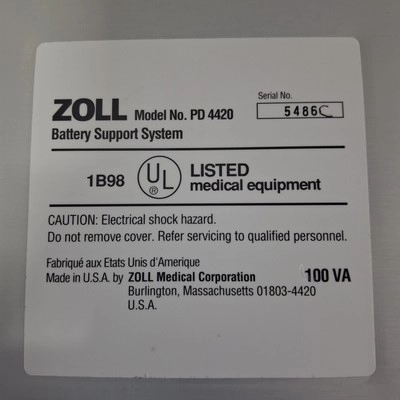 ZOLL Model No. PD 4420
Serial No.
5486C
Battery Support System
1B98 UL ® LISTED
medical equipment
CAUTION: Electrical shock hazard.
Do not remove cover. Refer servicing to qualified personnel.
Fabriqué aux Etats Unis d'Amerique
Made in U.S.A. by ZOLL Medical Corporation 100 VA
Burlington, Massachusetts 01803-4420
U.S.A.